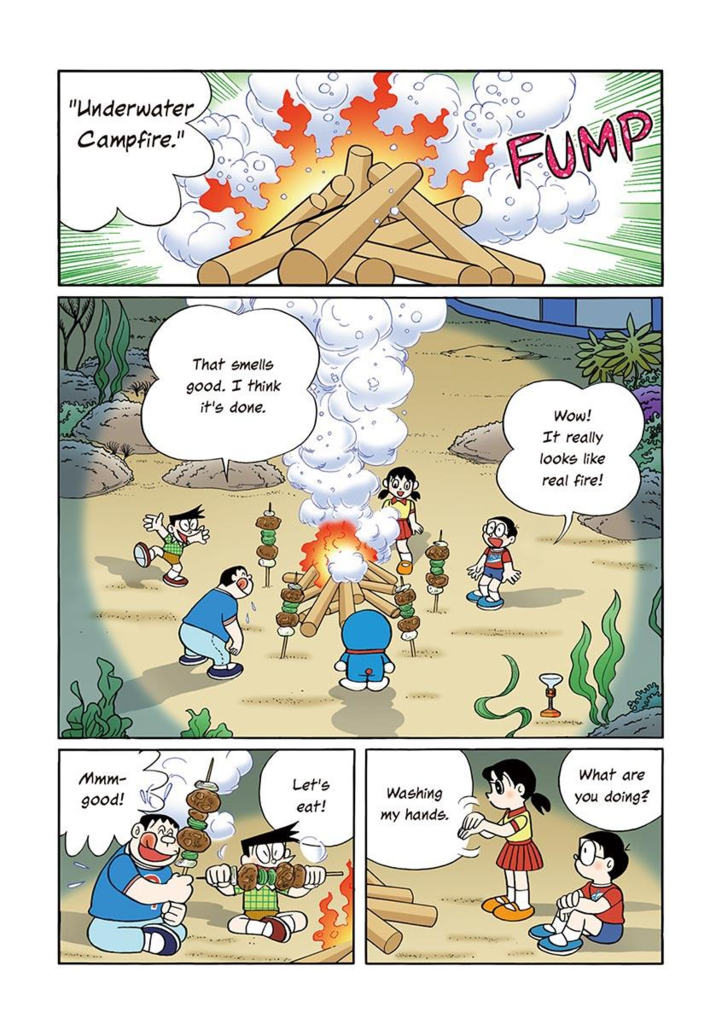 "Underwater
Campfire."
FUMP
Wow!
It really
looks like
real fire!
That smells
good. I think
it's done.
What are
you doing?
Washing
my hands.
Let's
eat!
Mmm-
good!